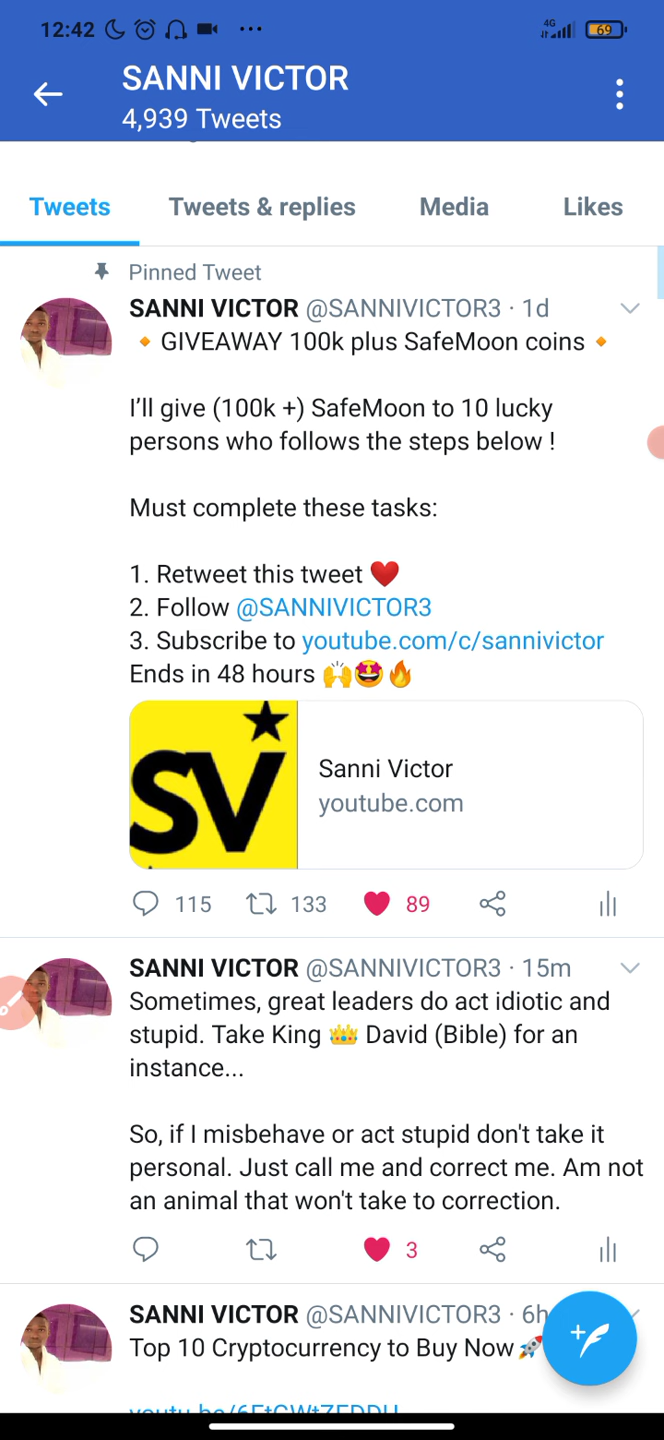 12:42
4G
69
SANNI VICTOR
4,939 Tweets
Tweets
Tweets & replies
Media
Likes
Pinned Tweet
SANNI VICTOR @SANNIVICTOR3 · 1d
🔸 GIVEAWAY 100k plus SafeMoon coins 🔸
I'll give (100k +) SafeMoon to 10 lucky
persons who follows the steps below !
Must complete these tasks:
1. Retweet this tweet ❤️
2. Follow @SANNIVICTOR3
3. Subscribe to youtube.com/c/sannivictor
Ends in 48 hours 🙌🤩🔥
SV
Sanni Victor
youtube.com
115
133
89
SANNI VICTOR @SANNIVICTOR3 · 15m
Sometimes, great leaders do act idiotic and
stupid. Take King 👑 David (Bible) for an
instance...
So, if I misbehave or act stupid don't take it
personal. Just call me and correct me. Am not
an animal that won't take to correction.
3
SANNI VICTOR @SANNIVICTOR3 · 6h
Top 10 Cryptocurrency to Buy Now 🚀